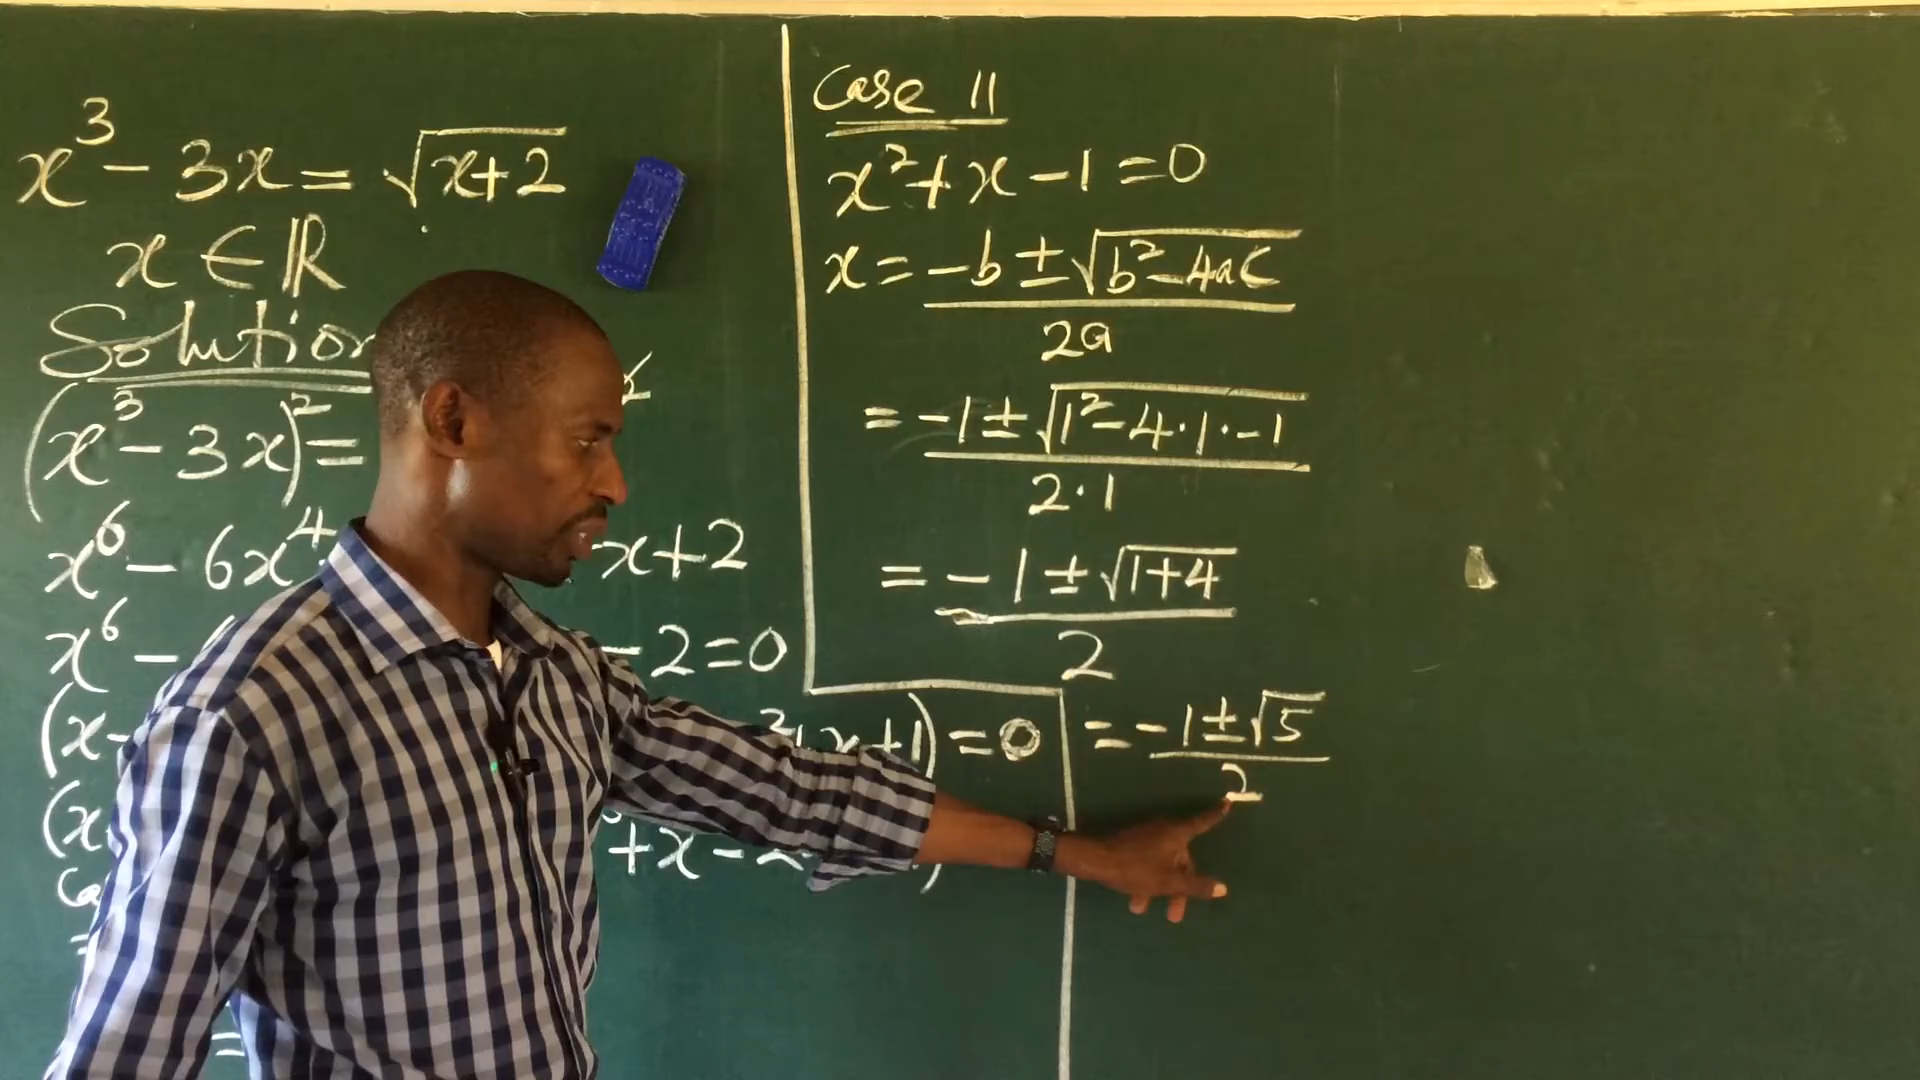 x³ - 3x = √(x+2)
x ∈ ℝ
Solution
(x³ - 3x)² =
x⁶ - 6x⁴ - x + 2
x⁶ - - 2 = 0
(x - ² + x + 1) = 0
(x + x -
= 
=
Case II
x² + x - 1 = 0
x = (-b ± √(b² - 4ac)) / 2a
= (-1 ± √(1² - 4·1·-1)) / 2·1
= (-1 ± √(1+4)) / 2
= (-1 ± √5) / 2